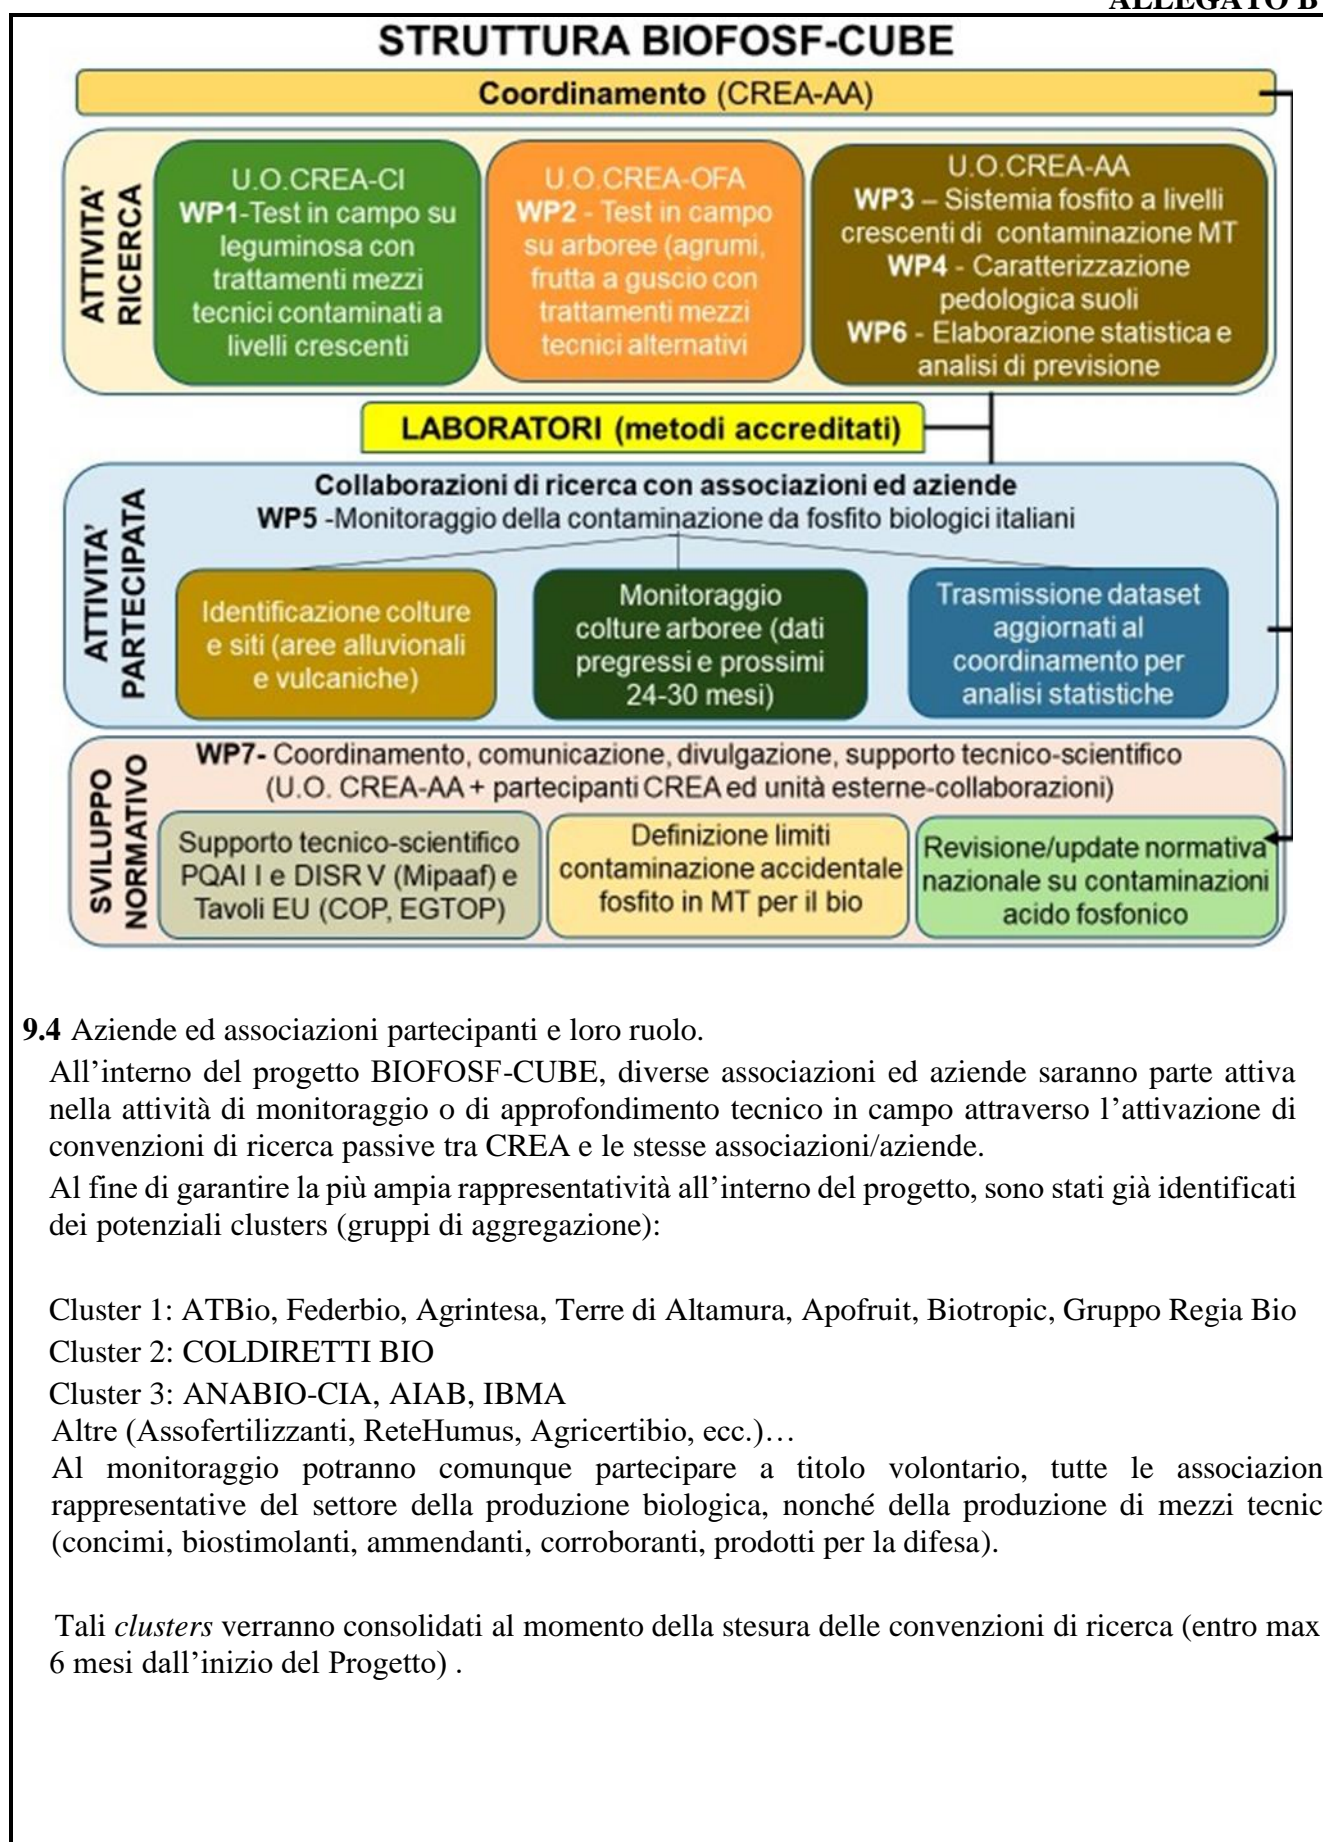 ALLEGATO B
STRUTTURA BIOFOSF-CUBE
Coordinamento (CREA-AA)
ATTIVITA'
RICERCA
U.O.CREA-CI
WP1-Test in campo su
leguminosa con
trattamenti mezzi
tecnici contaminati a
livelli crescenti
U.O.CREA-OFA
WP2 - Test in campo
su arboree (agrumi,
frutta a guscio con
trattamenti mezzi
tecnici alternativi
U.O.CREA-AA
WP3 – Sistemia fosfito a livelli
crescenti di contaminazione MT
WP4 - Caratterizzazione
pedologica suoli
WP6 - Elaborazione statistica e
analisi di previsione
LABORATORI (metodi accreditati)
ATTIVITA'
PARTECIPATA
Collaborazioni di ricerca con associazioni ed aziende
WP5 -Monitoraggio della contaminazione da fosfito biologici italiani
Identificazione colture
e siti (aree alluvionali
e vulcaniche)
Monitoraggio
colture arboree (dati
pregressi e prossimi
24-30 mesi)
Trasmissione dataset
aggiornati al
coordinamento per
analisi statistiche
SVILUPPO
NORMATIVO
WP7- Coordinamento, comunicazione, divulgazione, supporto tecnico-scientifico
(U.O. CREA-AA + partecipanti CREA ed unità esterne-collaborazioni)
Supporto tecnico-scientifico
PQAI I e DISR V (Mipaaf) e
Tavoli EU (COP, EGTOP)
Definizione limiti
contaminazione accidentale
fosfito in MT per il bio
Revisione/update normativa
nazionale su contaminazioni
acido fosfonico
9.4 Aziende ed associazioni partecipanti e loro ruolo.
All’interno del progetto BIOFOSF-CUBE, diverse associazioni ed aziende saranno parte attiva
nella attività di monitoraggio o di approfondimento tecnico in campo attraverso l’attivazione di
convenzioni di ricerca passive tra CREA e le stesse associazioni/aziende.
Al fine di garantire la più ampia rappresentatività all’interno del progetto, sono stati già identificati
dei potenziali clusters (gruppi di aggregazione):
Cluster 1: ATBio, Federbio, Agrintesa, Terre di Altamura, Apofruit, Biotropic, Gruppo Regia Bio
Cluster 2: COLDIRETTI BIO
Cluster 3: ANABIO-CIA, AIAB, IBMA
Altre (Assofertilizzanti, ReteHumus, Agricertibio, ecc.)…
Al monitoraggio potranno comunque partecipare a titolo volontario, tutte le association
rappresentative del settore della produzione biologica, nonché della produzione di mezzi tecnic
(concimi, biostimolanti, ammendanti, corroboranti, prodotti per la difesa).
Tali clusters verranno consolidati al momento della stesura delle convenzioni di ricerca (entro max
6 mesi dall’inizio del Progetto) .